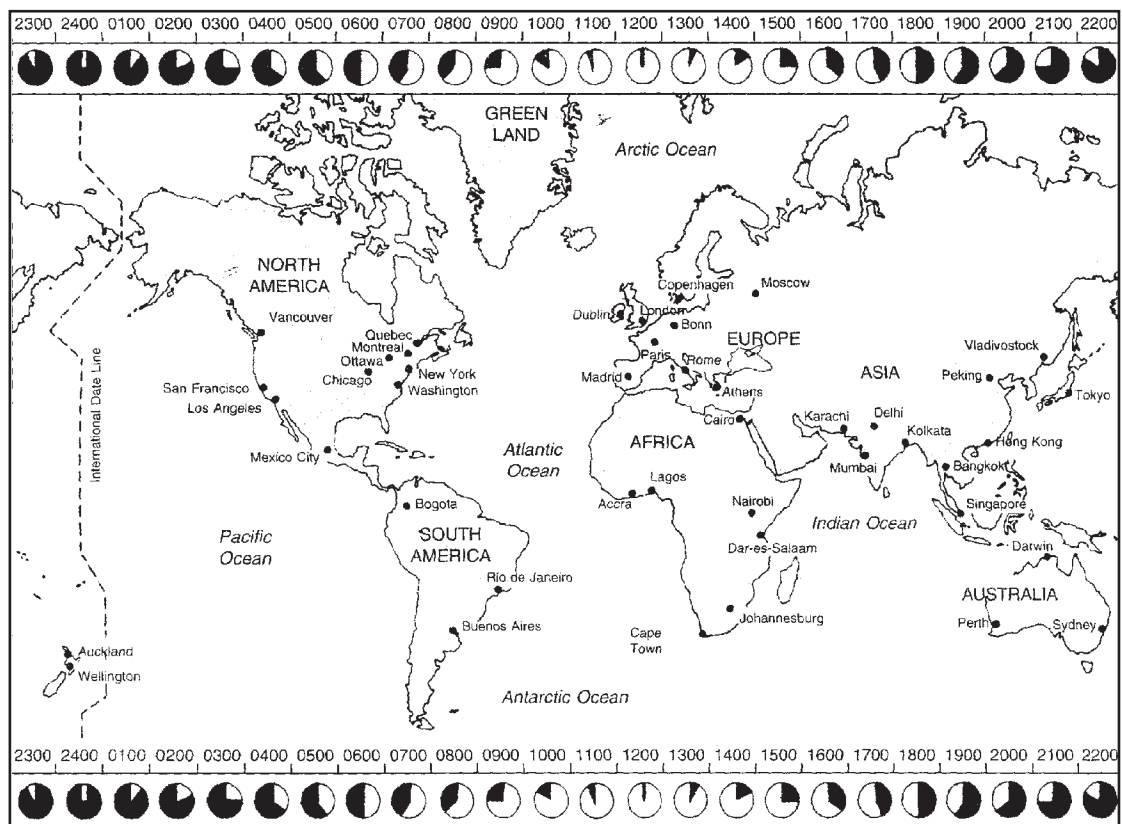 2300 2400 0100 0200 0300 0400 0500 0600 0700 0800 0900 1000 1100 1200 1300 1400 1500 1600 1700 1800 1900 2000 2100 2200
GREEN
LAND
Arctic Ocean
NORTH
AMERICA
Vancouver
Quebec
Montreal
Ottawa
Chicago
New York
Washington
San Francisco
Los Angeles
Mexico City
International Date Line
Copenhagen
Moscow
Dublin
London
Bonn
EUROPE
Paris
Rome
Madrid
Athens
Vladivostock
ASIA
Peking
Tokyo
Cairo
Karachi
Delhi
Kolkata
Hong Kong
Mumbai
Bangkok
Atlantic
Ocean
AFRICA
Lagos
Accra
Nairobi
Indian Ocean
Singapore
Bogota
Pacific
Ocean
SOUTH
AMERICA
Dar-es-Salaam
Darwin
Río de Janeiro
AUSTRALIA
Buenos Aires
Cape
Town
Johannesburg
Perth
Sydney
Auckland
Wellington
Antarctic Ocean
2300 2400 0100 0200 0300 0400 0500 0600 0700 0800 0900 1000 1100 1200 1300 1400 1500 1600 1700 1800 1900 2000 2100 2200